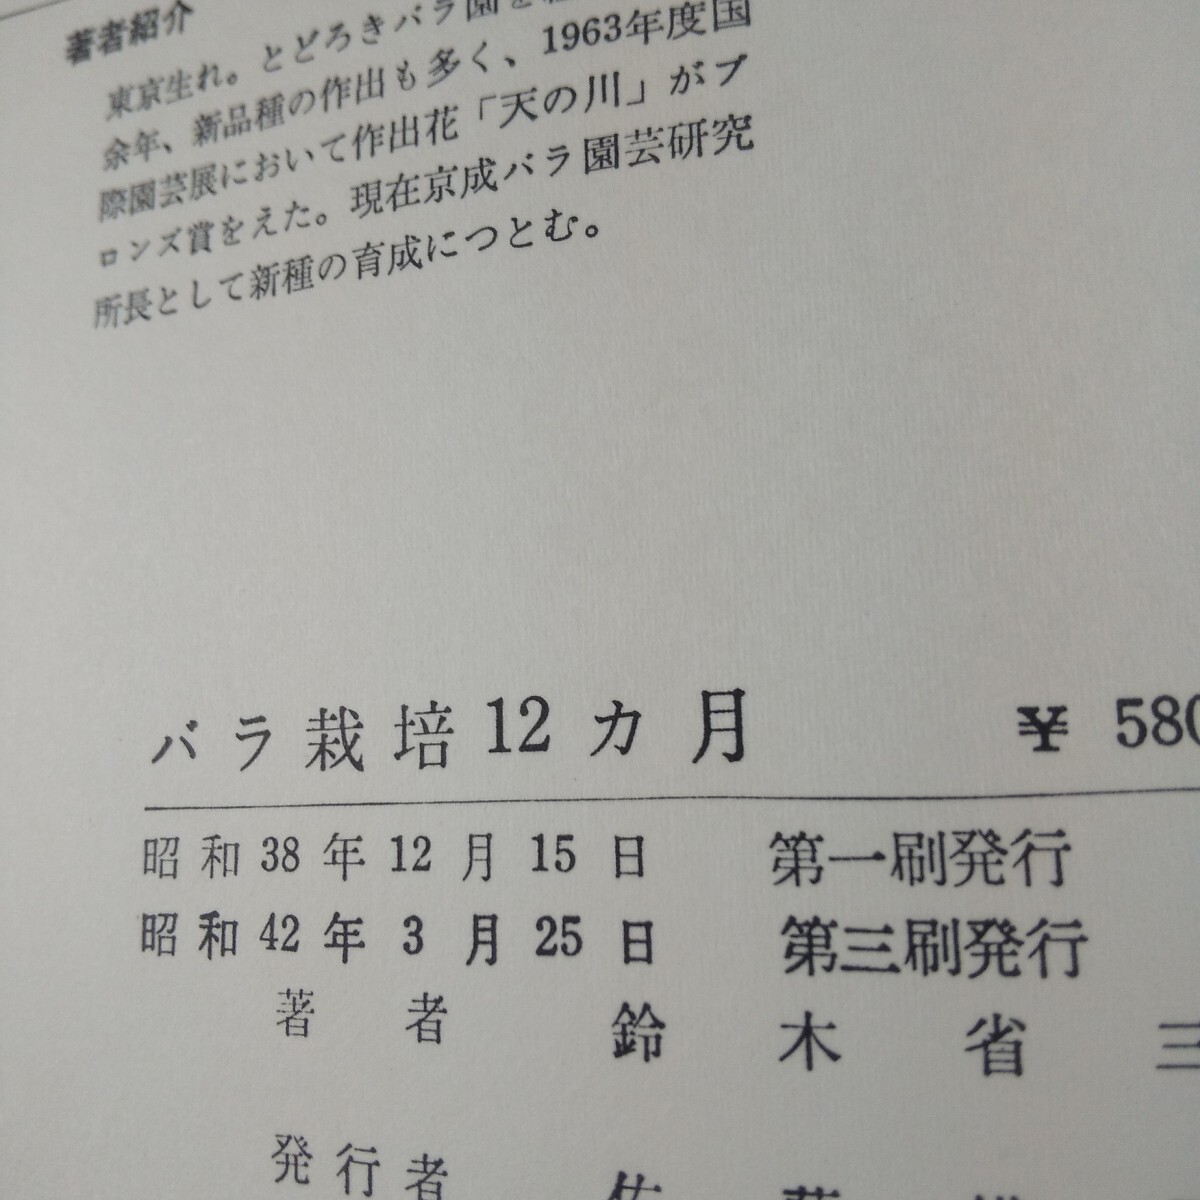 著者紹介
東京生れ。とどろきバラ園を
余年、新品種の作出も多く、1963年度国
際園芸展において作出花「天の川」がブ
ロンズ賞をえた。現在京成バラ園芸研究
所長として新種の育成につとむ。
バラ栽培12カ月 ¥580
昭和38年12月15日 第一刷発行
昭和42年3月25日 第三刷発行
著者 鈴木省三
発行者 佐藤